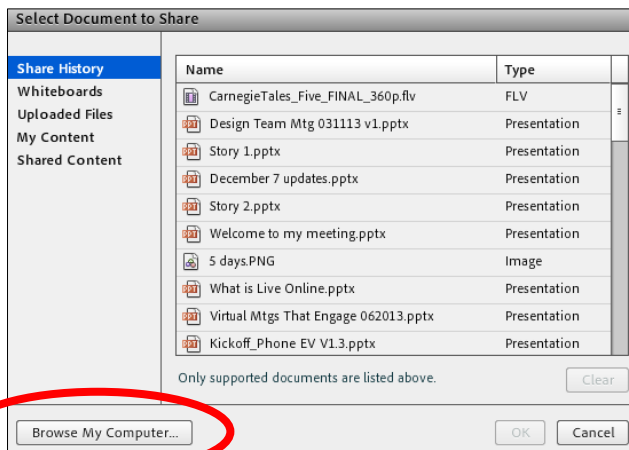 Select Document to Share
Share History
Whiteboards
Uploaded Files
My Content
Shared Content
Name Type
CarnegieTales_Five_FINAL_360p.flv FLV
Design Team Mtg 031113 v1.pptx Presentation
Story 1.pptx Presentation
December 7 updates.pptx Presentation
Story 2.pptx Presentation
Welcome to my meeting.pptx Presentation
5 days.PNG Image
What is Live Online.pptx Presentation
Virtual Mtgs That Engage 062013.pptx Presentation
Kickoff_Phone EV V1.3.pptx Presentation
Only supported documents are listed above.
Clear
Browse My Computer... OK Cancel